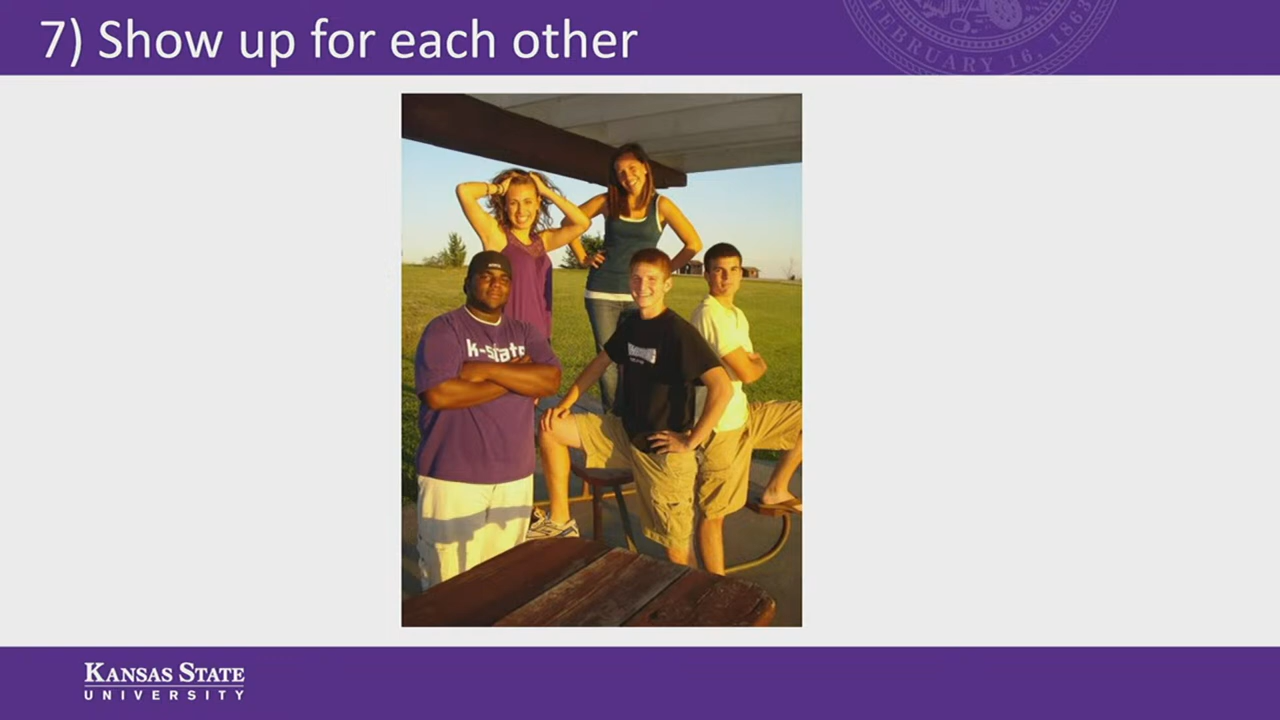 7) Show up for each other
FEBRUARY 16, 1863
k-state
KANSAS STATE
UNIVERSITY